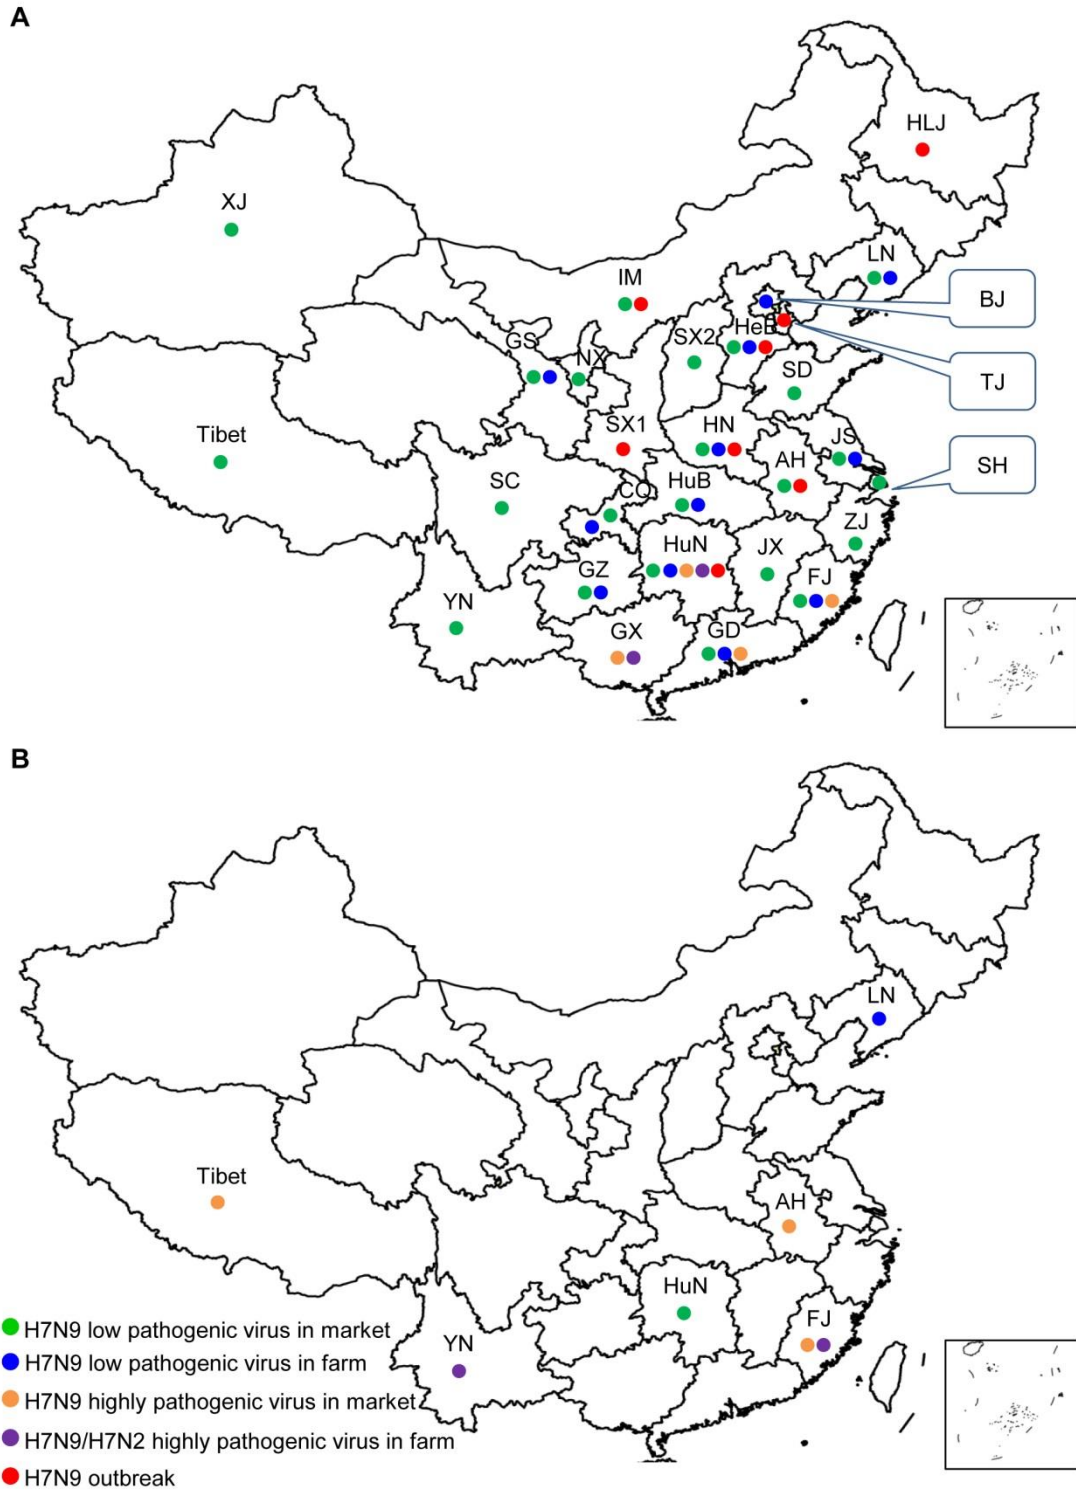 A
HLJ
XJ
LN
IM
BJ
HeB
SX2
GS
NX
SD
TJ
SX1
HN
JS
Tibet
AH
SH
SC
CQ
HuB
ZJ
HuN
JX
GZ
FJ
YN
GX
GD
B
LN
Tibet
AH
HuN
FJ
YN
H7N9 low pathogenic virus in market
H7N9 low pathogenic virus in farm
H7N9 highly pathogenic virus in market
H7N9/H7N2 highly pathogenic virus in farm
H7N9 outbreak